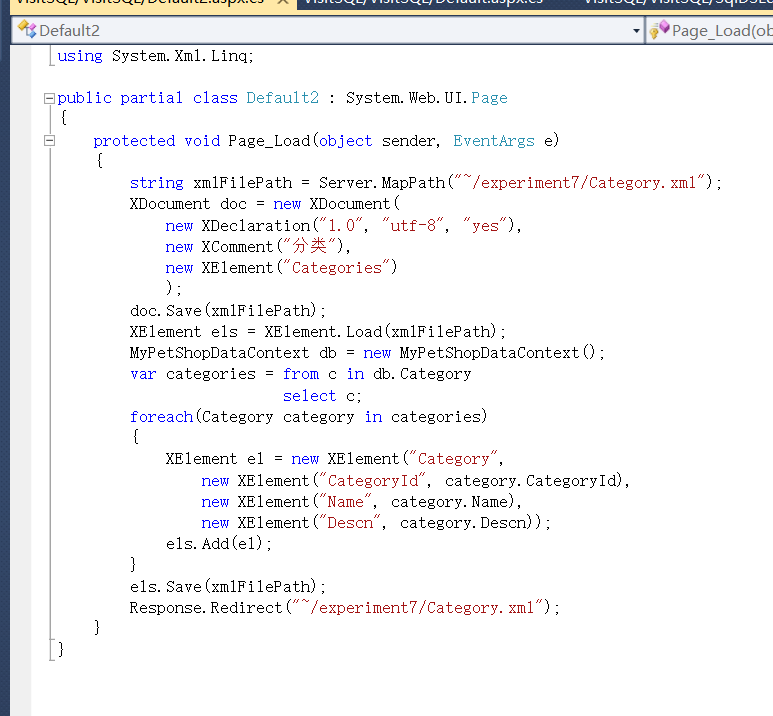 Default2
Page_Load(ob
using System.Xml.Linq;
public partial class Default2 : System.Web.UI.Page
{
protected void Page_Load(object sender, EventArgs e)
{
string xmlFilePath = Server.MapPath("~/experiment7/Category.xml");
XDocument doc = new XDocument(
new XDeclaration("1.0", "utf-8", "yes"),
new XComment("分类"),
new XElement("Categories")
);
doc.Save(xmlFilePath);
XElement els = XElement.Load(xmlFilePath);
MyPetShopDataContext db = new MyPetShopDataContext();
var categories = from c in db.Category
select c;
foreach(Category category in categories)
{
XElement el = new XElement("Category",
new XElement("CategoryId", category.CategoryId),
new XElement("Name", category.Name),
new XElement("Descn", category.Descn));
els.Add(el);
}
els.Save(xmlFilePath);
Response.Redirect("~/experiment7/Category.xml");
}
}